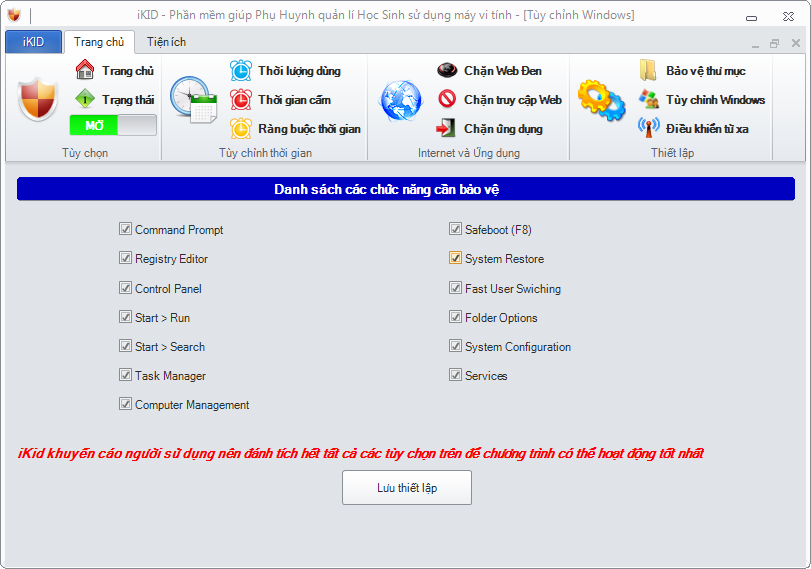 iKID - Phần mềm giúp Phụ Huynh quản lí Học Sinh sử dụng máy vi tính - [Tùy chỉnh Windows]
iKID Trang chủ Tiện ích
Trang chủ
Trạng thái
MỞ
Tùy chọn
Thời lượng dùng
Thời gian cấm
Ràng buộc thời gian
Tùy chỉnh thời gian
Chặn Web Đen
Chặn truy cập Web
Chặn ứng dụng
Internet và Ứng dụng
Bảo vệ thư mục
Tùy chỉnh Windows
Điều khiển từ xa
Thiết lập
Danh sách các chức năng cần bảo vệ
Command Prompt
Registry Editor
Control Panel
Start > Run
Start > Search
Task Manager
Computer Management
Safeboot (F8)
System Restore
Fast User Swiching
Folder Options
System Configuration
Services
iKid khuyến cáo người sử dụng nên đánh tích hết tất cả các tùy chọn trên để chương trình có thể hoạt động tốt nhất
Lưu thiết lập